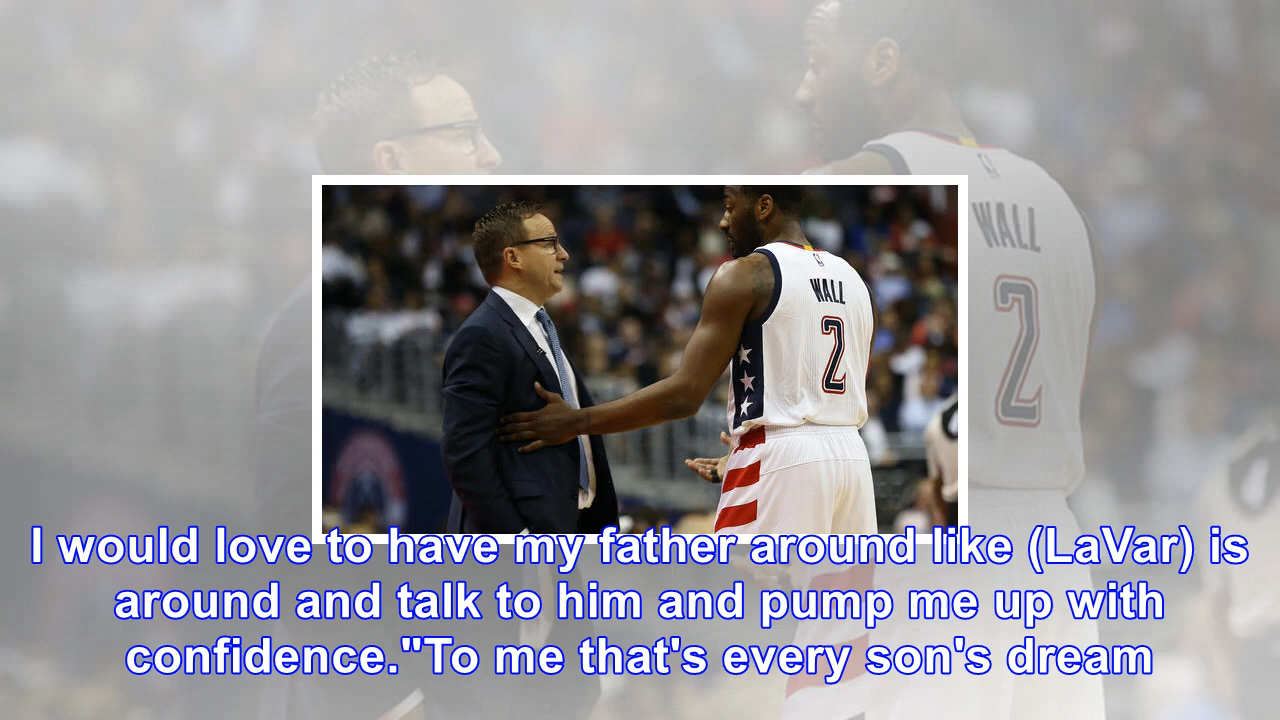 WALL
2
WALL
2
I would love to have my father around like (LaVar) is
around and talk to him and pump me up with
confidence."To me that's every son's dream